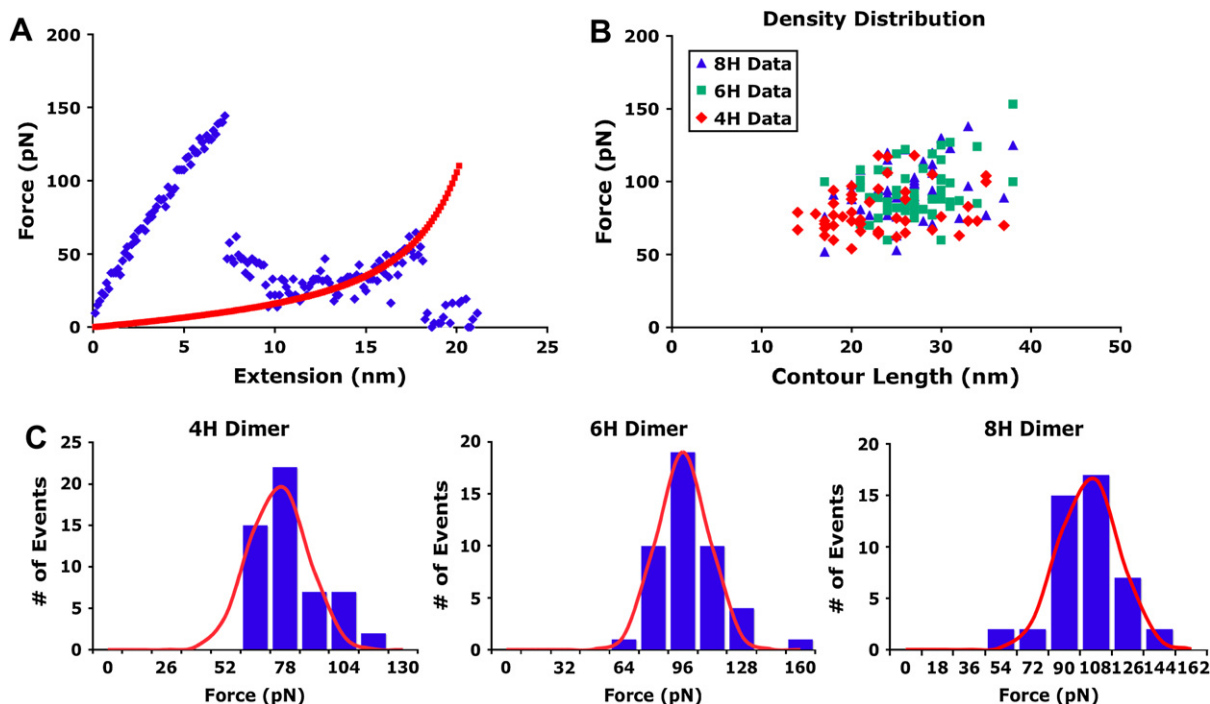 A
200
150
100
50
0
Force (pN)
0 5 10 15 20 25
Extension (nm)
B
Density Distribution
200
150
100
50
0
Force (pN)
8H Data
6H Data
4H Data
0 10 20 30 40 50
Contour Length (nm)
C
4H Dimer
25
20
15
10
5
0
# of Events
0 26 52 78 104 130
Force (pN)
6H Dimer
20
15
10
5
0
# of Events
0 32 64 96 128 160
Force (pN)
8H Dimer
20
15
10
5
0
# of Events
0 18 36 54 72 90 108 126 144 162
Force (pN)